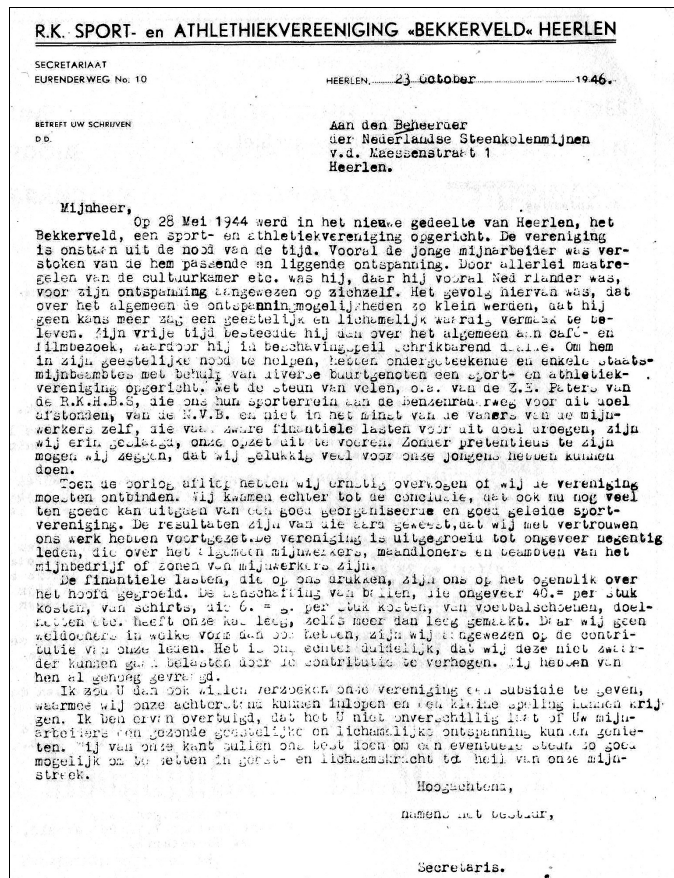 R.K. SPORT- en ATHLETHIEKVEREENIGING «BEKKERVELD« HEERLEN
SECRETARIAAT
EURENDERWEG No. 10
HEERLEN, 23 October 1946.
BETREFT UW SCHRIJVEN
D.D.
Aan den Beheerder
der Nederlandse Steenkolenmijnen
v.d. Maessenstraat 1
Heerlen.
Mijnheer,
Op 28 Mei 1944 werd in het nieuwe gedeelte van Heerlen, het
Bekkerveld, een sport- en athletiekvereniging opgericht. De vereniging
is onstaan uit de nood van de tijd. Vooral de jonge mijnarbeider was ver-
stoken van de hem passende en liggende ontspanning. Door allerlei maatre-
gelen van de cultuurkamer etc. was hij, daar hij vooral Ned rlander was,
voor zijn ontspanning aangewezen op zichzelf. Het gevolg hiervan was, dat
over het algemeen de ontspanningmogelijkheden zo klein werden, dat hij
geen kans meer zag een geestelijk en lichamelijk waardig vermaak te be-
leven. Zijn vrije tijd besteedde hij dan over het algemeen aan café- en
filmbezoek, waardoor hij in beschavingspeil schrikbarend daalde. Om hem
in zijn geestelijke nood te helpen, hebben ondergeteekende en enkele staats-
mijnbeambtes met behulp van diverse buurtgenoten een sport- en athletiek-
vereniging opgericht. Met de steun van velen, o.a. van de Z.E. Paters van
de R.K.H.B.S, die ons hun sporterrein aan de benzenraderweg voor dit doel
afstonden, van de N.V.B. en niet in het minst van de vaders van de mijn-
werkers zelf, die vaak zware financiele lasten voor dit doel droegen, zijn
wij erin geslaagd, onze opzet uit te voeren. Zonder pretentieus te zijn
mogen wij zeggen, dat wij gelukkig veel voor onze jongens hebben kunnen
doen.
Toen de oorlog afliep hebben wij ernstig overwogen of wij de vereniging
moesten ontbinden. Wij kwamen echter tot de conclusie, dat ook nu nog veel
ten goede kan uitgaan van een goed georganiseerde en goed geleide sport-
vereniging. De resultaten zijn van die aard geweest,dat wij met vertrouwen
ons werk hebben voortgezet.De vereniging is uitgegroeid tot ongeveer negentig
leden, die over het algemeen mijnwerkers, maandloners en beamoten van het
mijnbedrijf of zonen van mijnwerkers zijn.
De financiele lasten, die op ons drukken, zijn ons op het ogenblik over
het hoofd gegroeid. De aanschaffing van ballen, die ongeveer 40.= per stuk
kosten, van schirts, die 6. = per stuk kosten, van voetbalschoenen, doel-
netten etc. heeft onze kas leeg, zelfs meer dan leeg gemaakt. Daar wij geen
weldoeners in welke vorm dan ook hebben, zijn wij aangewezen op de contri-
butie van onze leden. Het is ons echter duidelijk, dat wij deze niet zwaar-
der kunnen gaan belasten door de contributie te verhogen. Wij hebben van
hen al genoeg gevraagd.
Ik zou U dan ook willen verzoeken onze vereniging een subsidie te geven,
waarmee wij onze achterstand kunnen inlopen en een kleine speling kunnen krij-
gen. Ik ben ervan overtuigd, dat het U niet onverschillig laat of Uw mijn-
arbeiders een gezonde geestelijke en lichamelijke ontspanning kunnen genie-
ten. Wij van onze kant zullen ons best doen om een eventuele steun zo goed
mogelijk om te zetten in geest- en lichaamskracht tot heil van onze mijn-
streek.
Hoogachtend,
namens het bestuur,
Secretaris.